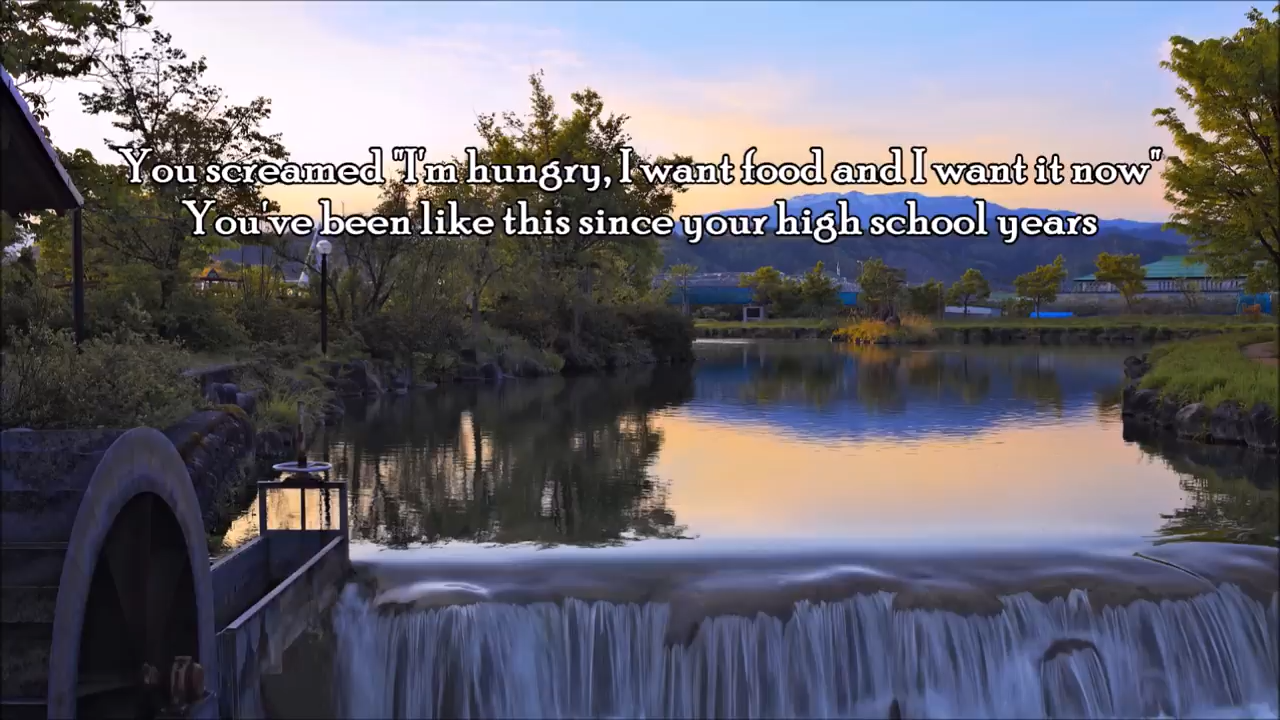 You screamed "I'm hungry, I want food and I want it now"
You've been like this since your high school years